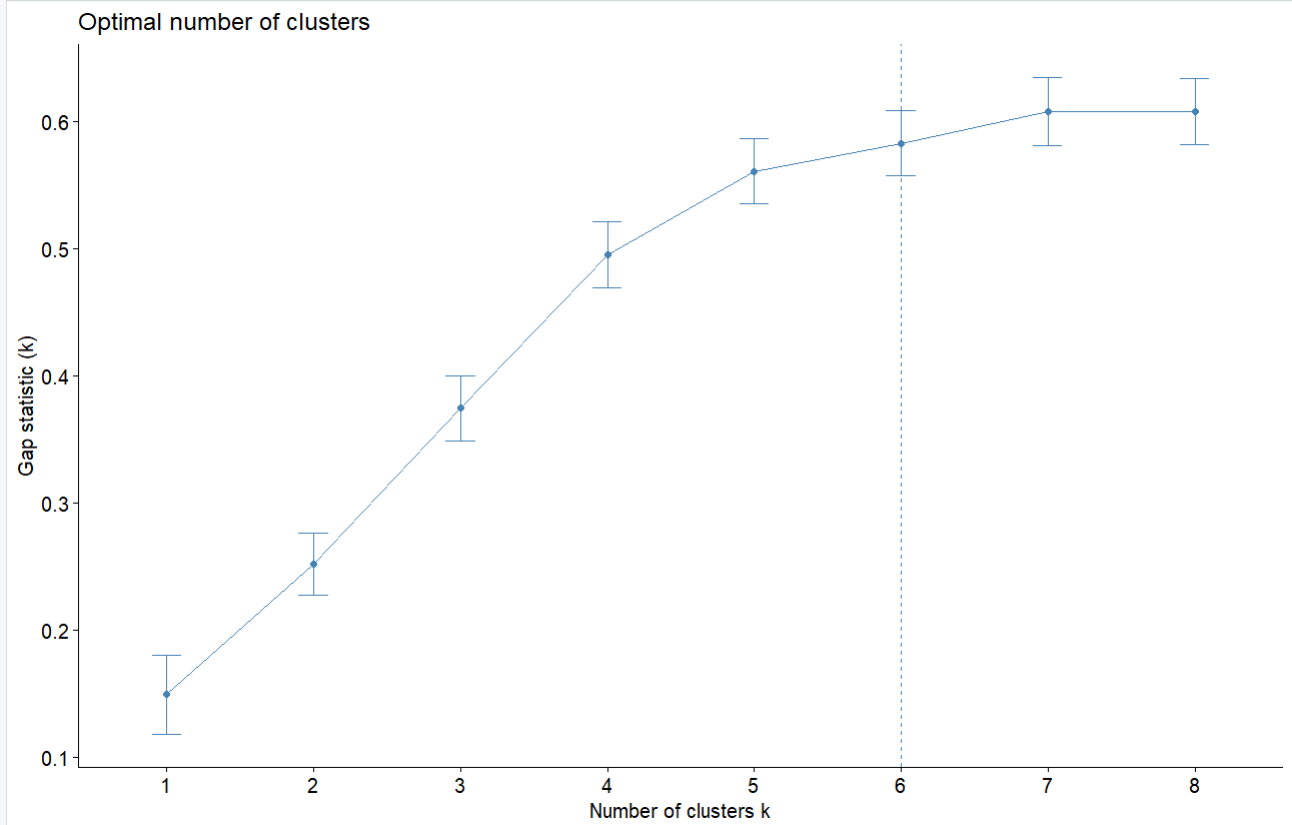 Optimal number of clusters
Gap statistic (k)
0.6
0.5
0.4
0.3
0.2
0.1
1 2 3 4 5 6 7 8
Number of clusters k